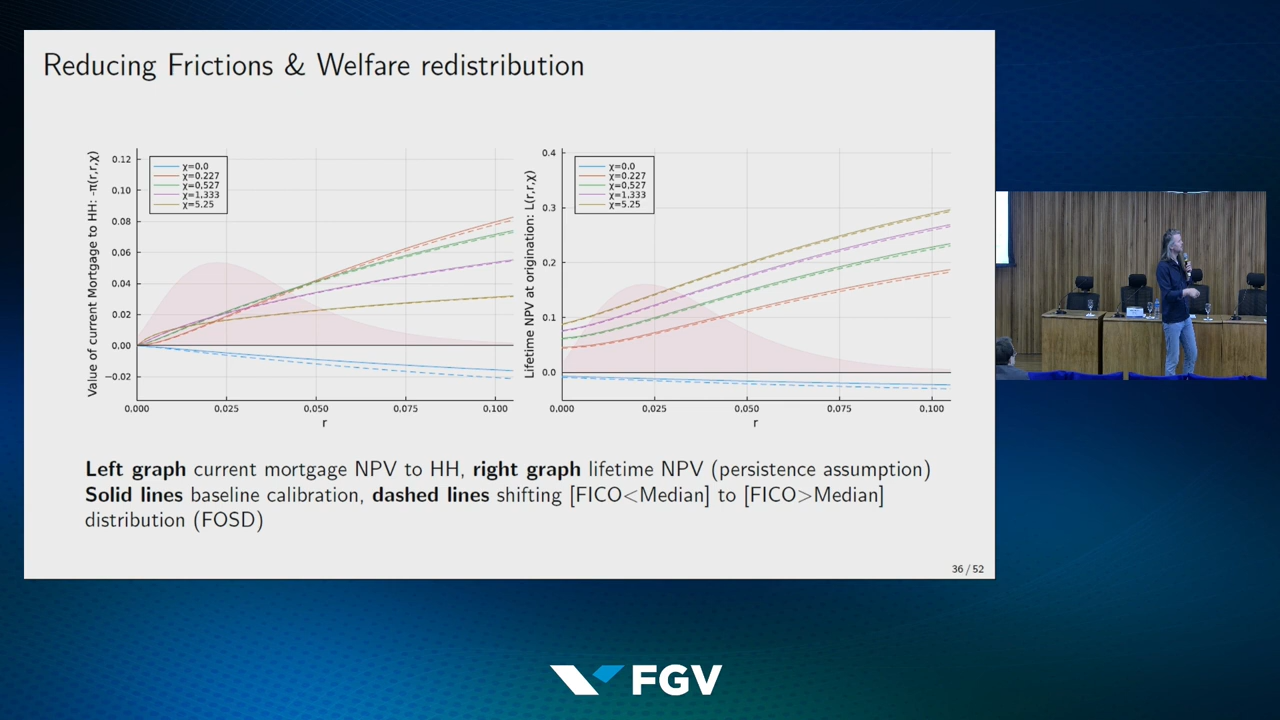 Reducing Frictions & Welfare redistribution
Value of current Mortgage to HH: -π(r,r,χ)
0.12
0.10
0.08
0.06
0.04
0.02
0.00
−0.02
χ=0.0
χ=0.227
χ=0.527
χ=1.333
χ=5.25
0.000
0.025
0.050
0.075
0.100
r
Lifetime NPV at origination: L(r,r,χ)
0.4
0.3
0.2
0.1
0.0
χ=0.0
χ=0.227
χ=0.527
χ=1.333
χ=5.25
0.000
0.025
0.050
0.075
0.100
r
Left graph current mortgage NPV to HH, right graph lifetime NPV (persistence assumption)
Solid lines baseline calibration, dashed lines shifting [FICO<Median] to [FICO>Median]
distribution (FOSD)
36 / 52
FGV